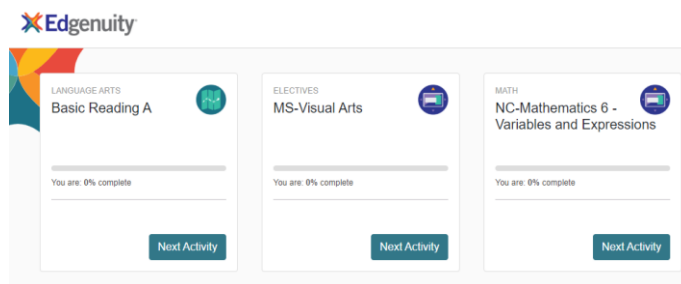 Edgenuity
LANGUAGE ARTS
Basic Reading A
You are: 0% complete
Next Activity
ELECTIVES
MS-Visual Arts
You are: 0% complete
Next Activity
MATH
NC-Mathematics 6 -
Variables and Expressions
You are: 0% complete
Next Activity